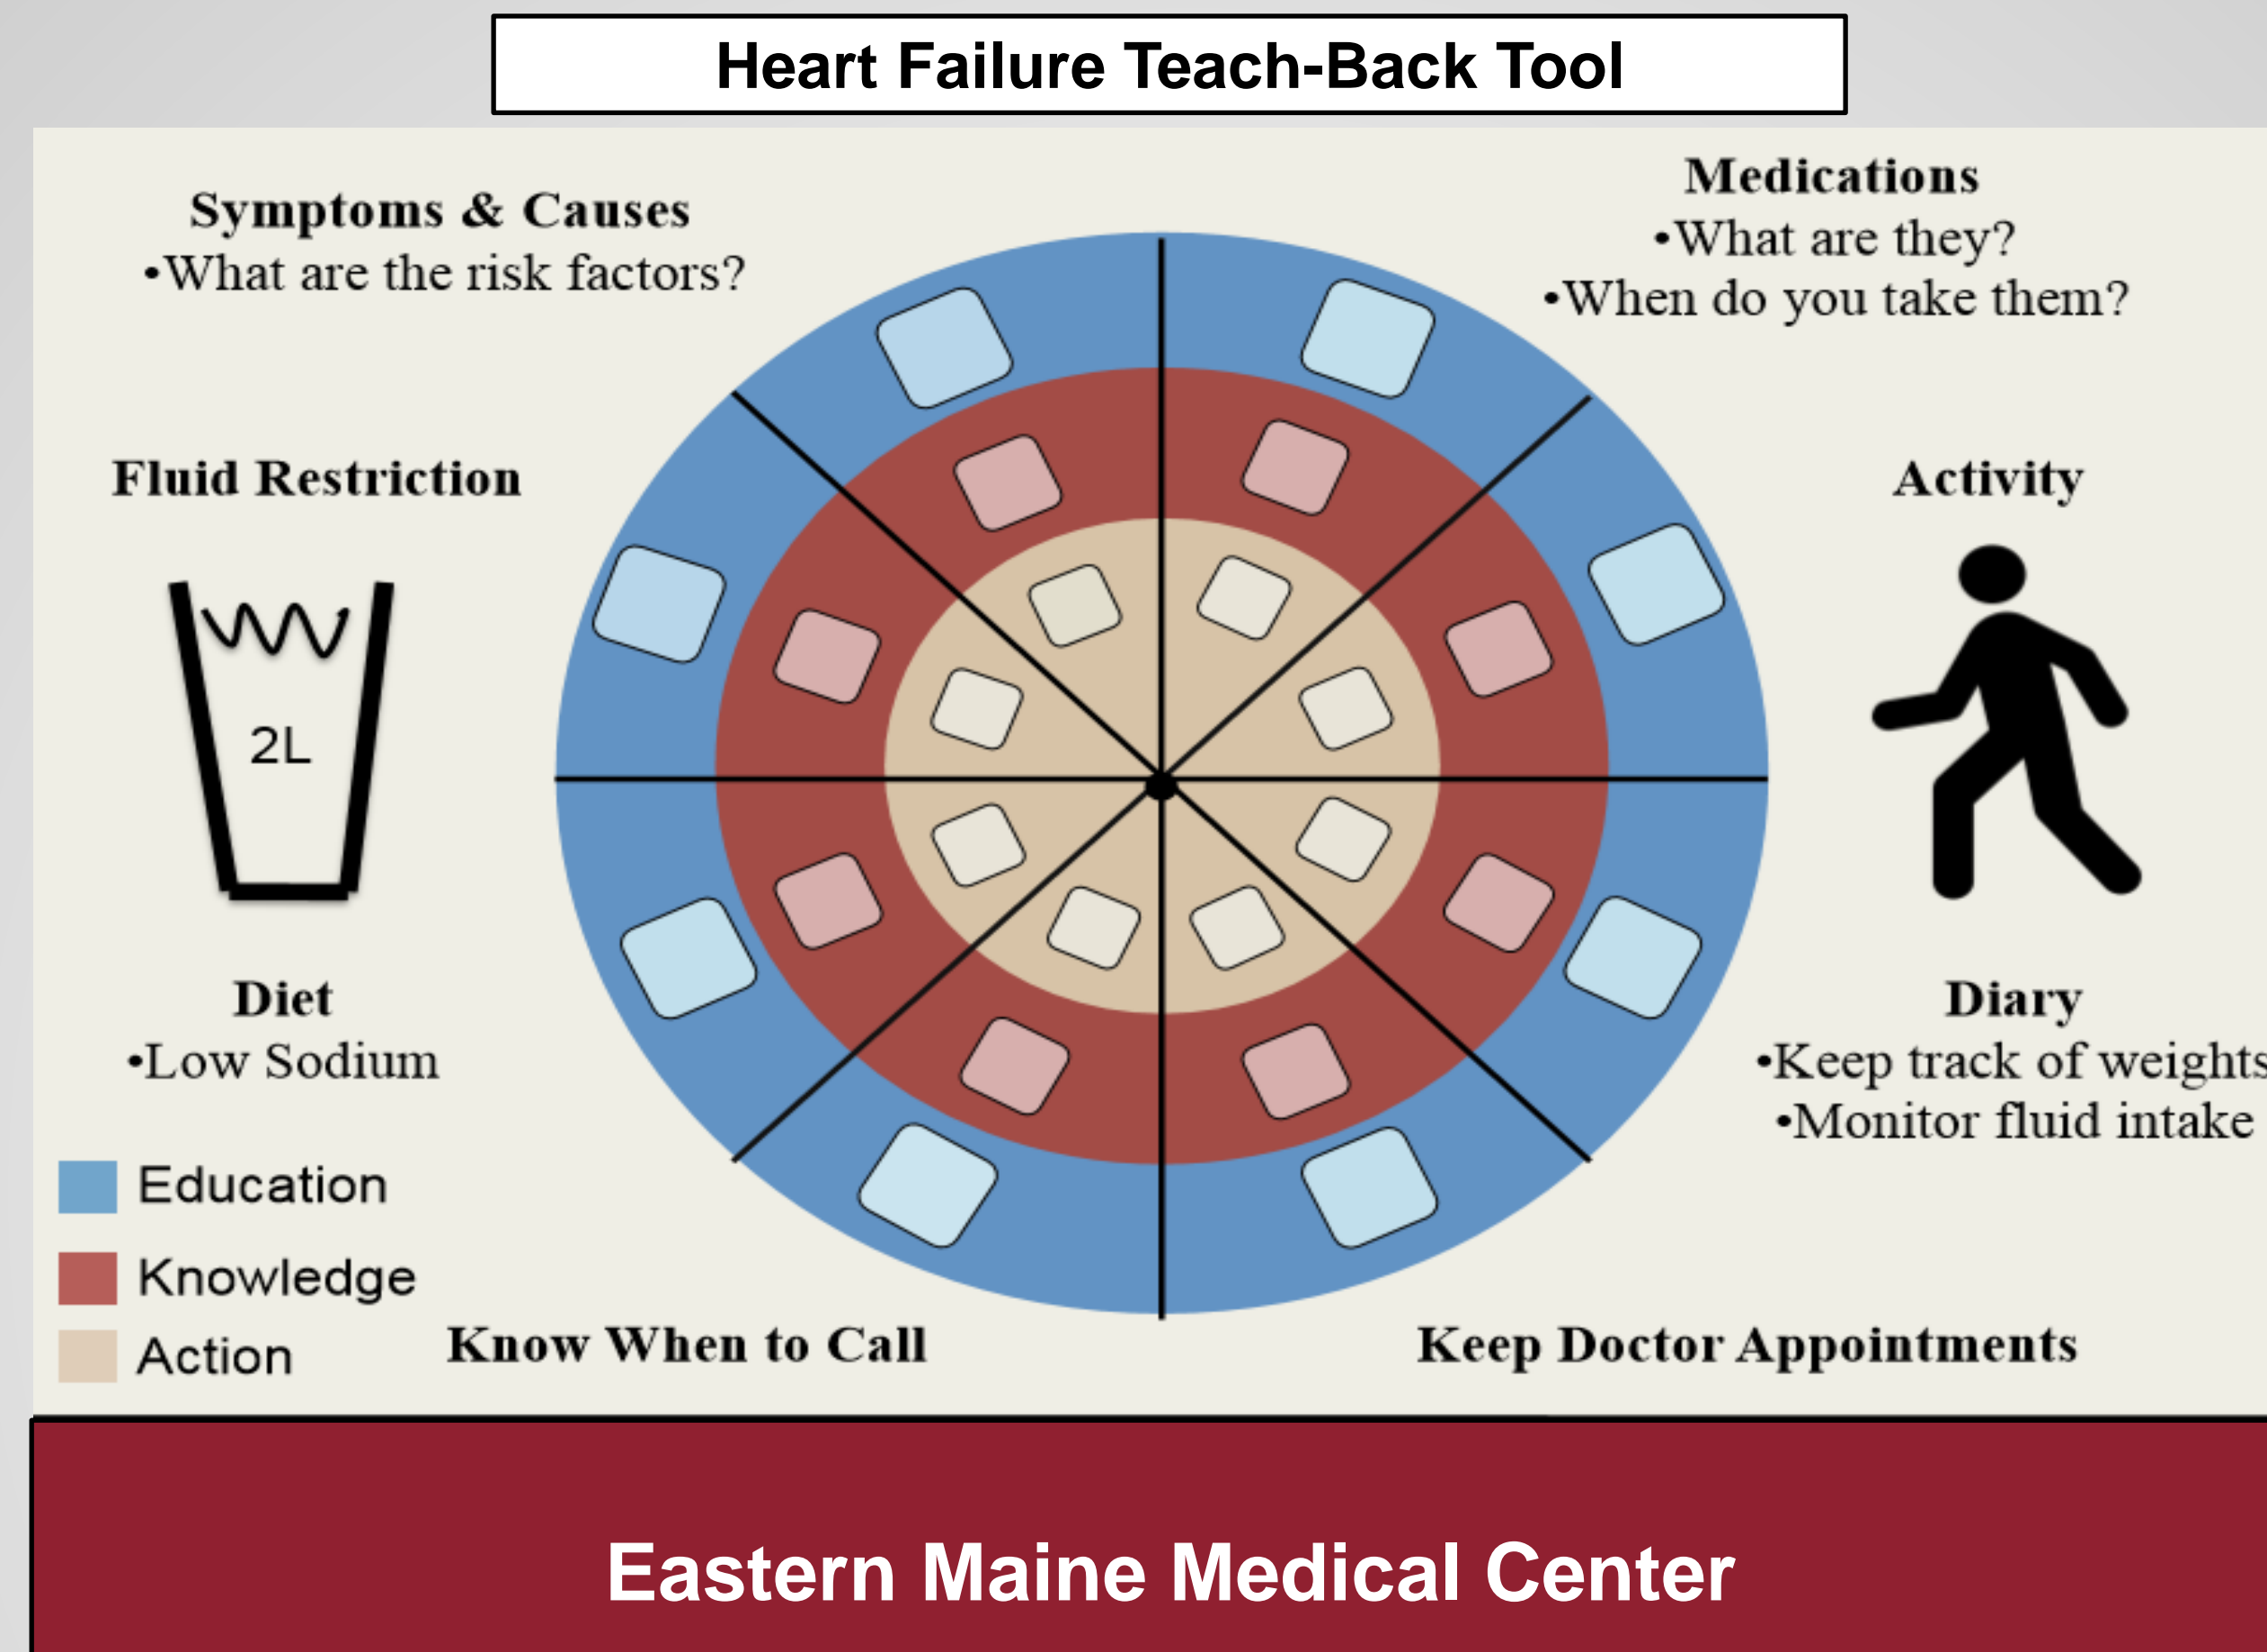 Heart Failure Teach-Back Tool
Symptoms & Causes
•What are the risk factors?
Medications
•What are they?
•When do you take them?
Fluid Restriction
2L
Activity
Diet
•Low Sodium
Diary
•Keep track of weights
•Monitor fluid intake
Education
Knowledge
Action
Know When to Call
Keep Doctor Appointments
Eastern Maine Medical Center